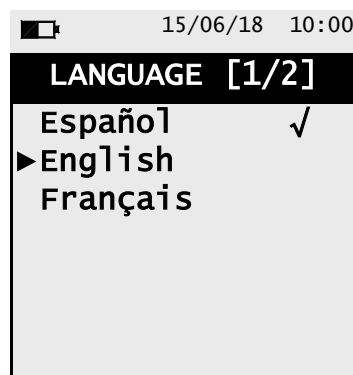 15/06/18 10:00
LANGUAGE [1/2]
Español √
►English
Français